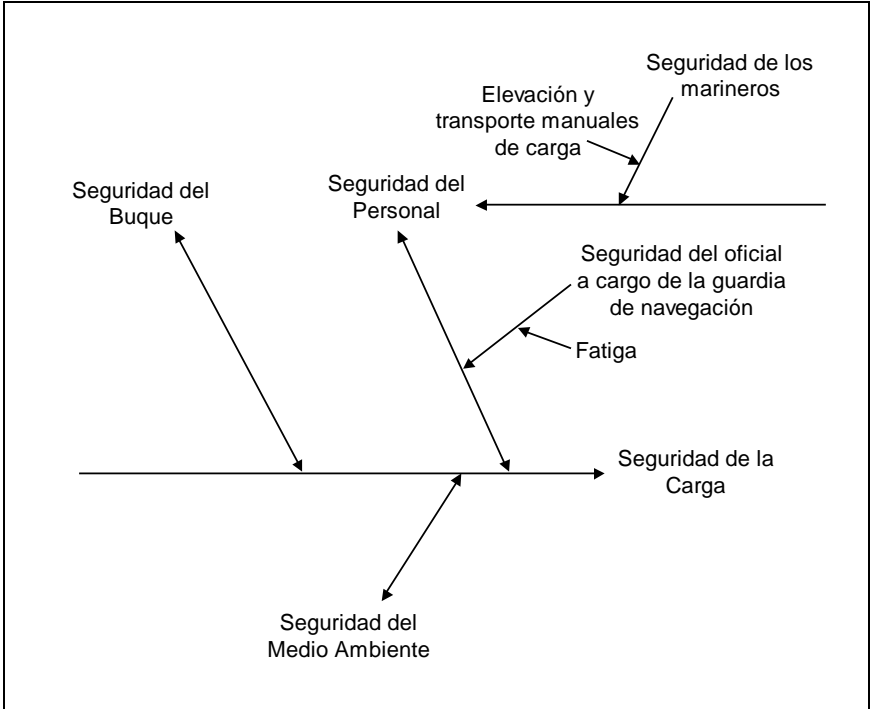 Seguridad de los
marineros
Elevación y
transporte manuales
de carga
Seguridad del
Buque
Seguridad del
Personal
Seguridad del oficial
a cargo de la guardia
de navegación
Fatiga
Seguridad de la
Carga
Seguridad del
Medio Ambiente